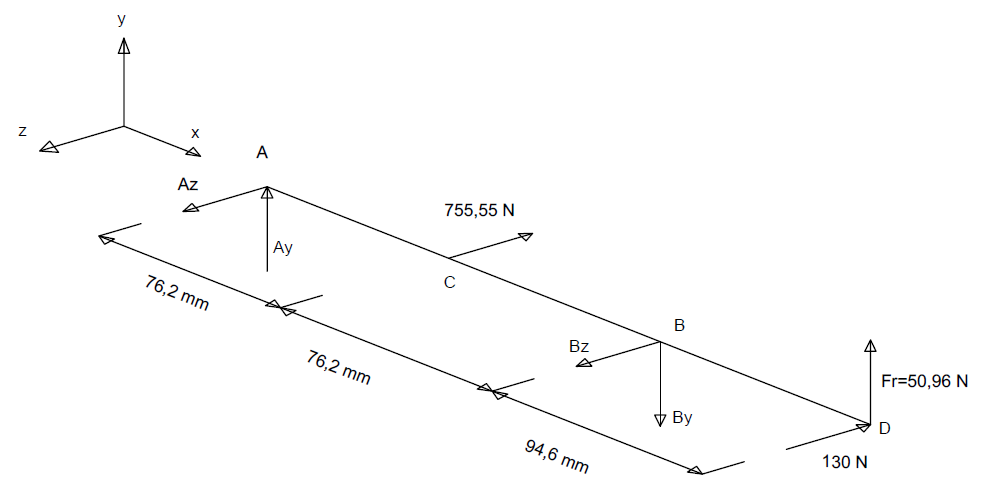 y
z
x
A
Az
Ay
755,55 N
C
76,2 mm
76,2 mm
B
Bz
By
Fr=50,96 N
D
94,6 mm
130 N